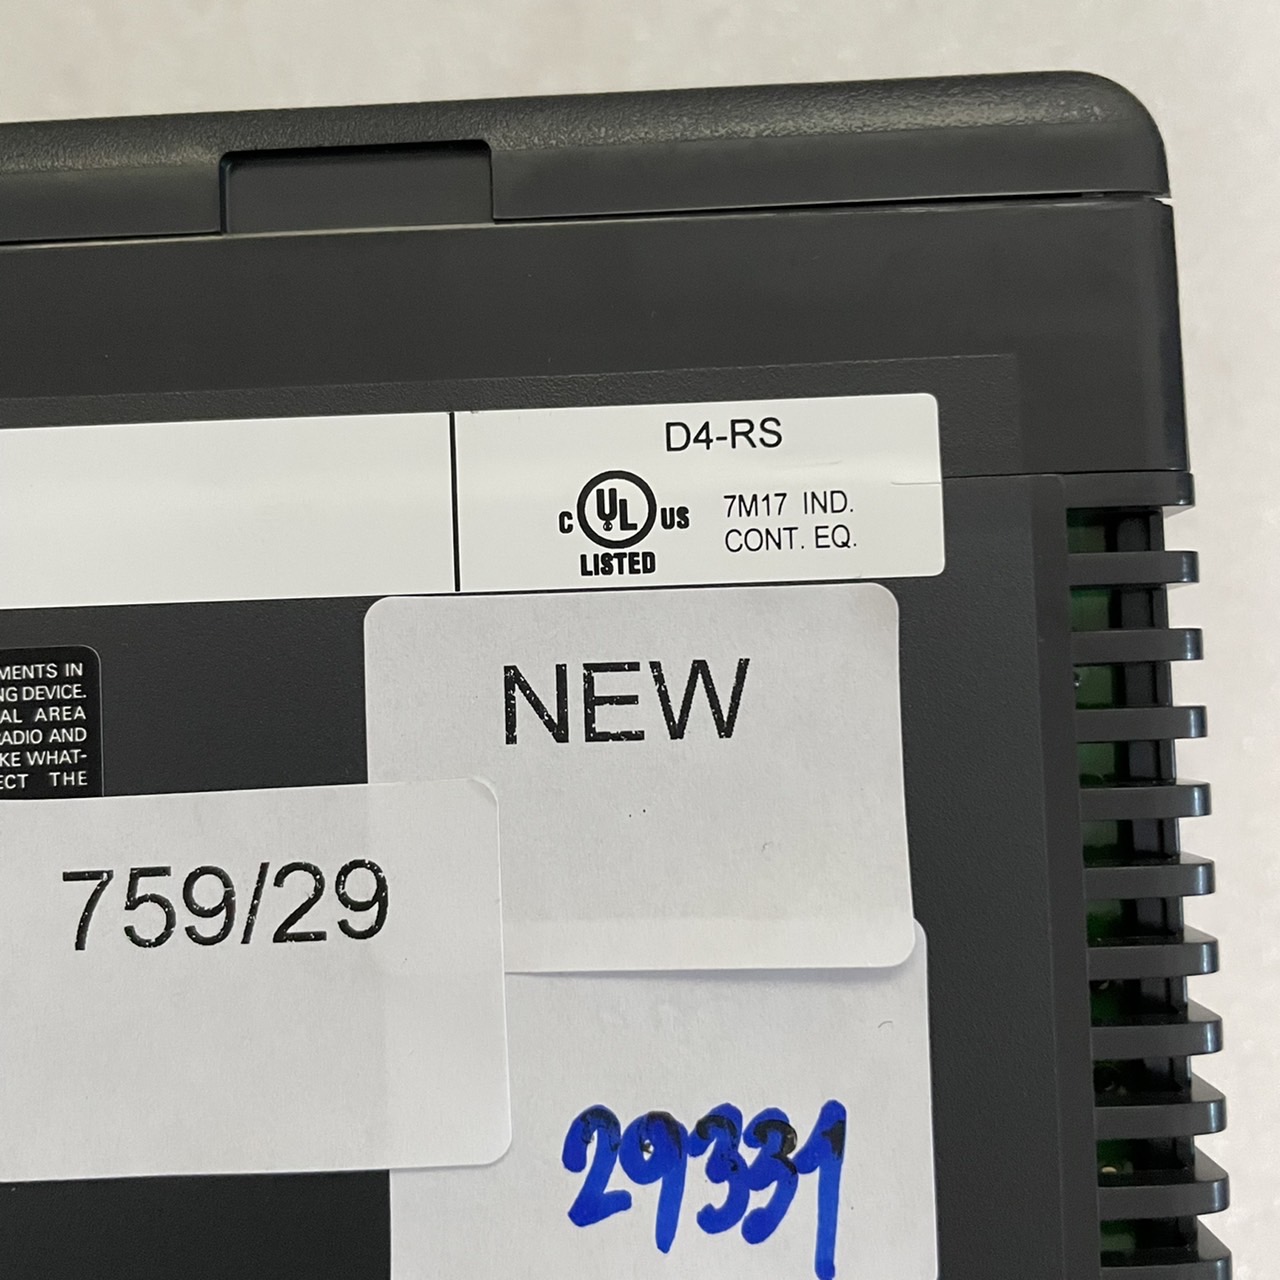 D4-RS
C UL US
LISTED
7M17 IND.
CONT. EQ.
MENTS IN
NG DEVICE.
AL AREA
ADIO AND
KE WHAT-
ECT THE
NEW
759/29
29331